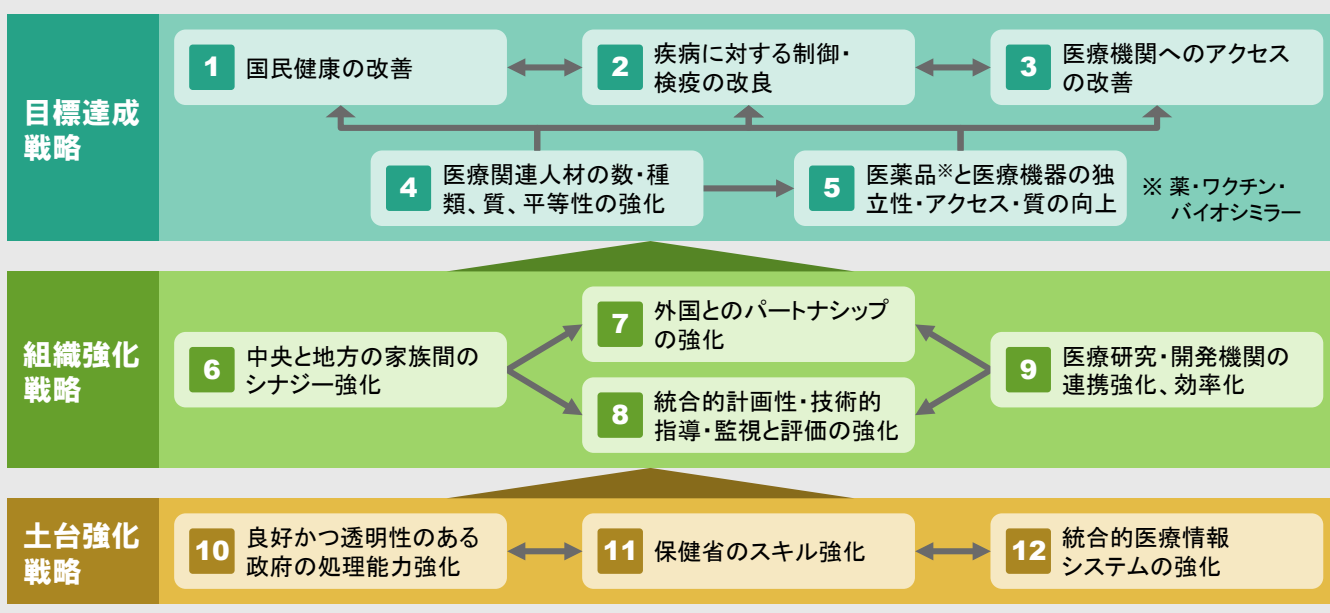 目標達成
戦略
1
国民健康の改善
2
疾病に対する制御・
検疫の改良
3
医療機関へのアクセス
の改善
4
医療関連人材の数・種
類、質、平等性の強化
5
医薬品※と医療機器の独
立性・アクセス・質の向上
※ 薬・ワクチン・
バイオシミラー
組織強化
戦略
6
中央と地方の家族間の
シナジー強化
7
外国とのパートナシップ
の強化
8
統合的計画性・技術的
指導・監視と評価の強化
9
医療研究・開発機関の
連携強化、効率化
土台強化
戦略
10
良好かつ透明性のある
政府の処理能力強化
11
保健省のスキル強化
12
統合的医療情報
システムの強化